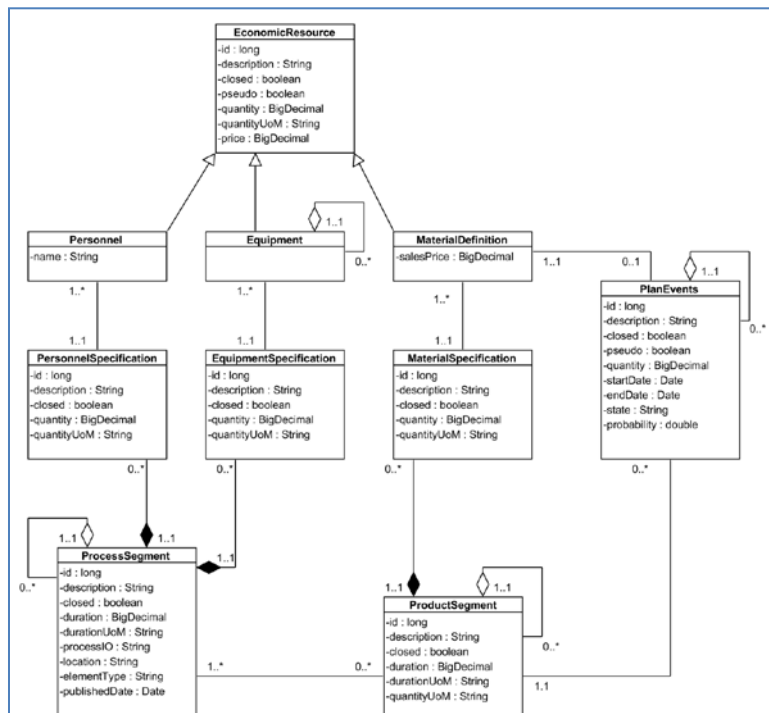 EconomicResource
-id : long
-description : String
-closed : boolean
-pseudo : boolean
-quantity : BigDecimal
-quantityUoM : String
-price : BigDecimal
Personnel
-name : String
Equipment
1..1
0..*
MaterialDefinition
-salesPrice : BigDecimal
1..1
0..1
1..1
0..*
PlanEvents
-id : long
-description : String
-closed : boolean
-pseudo : boolean
-quantity : BigDecimal
-startDate : Date
-endDate : Date
-state : String
-probability : double
1..*
1..*
1..*
1..1
1..1
1..1
PersonnelSpecification
-id : long
-description : String
-closed : boolean
-quantity : BigDecimal
-quantityUoM : String
EquipmentSpecification
-id : long
-description : String
-closed : boolean
-quantity : BigDecimal
-quantityUoM : String
MaterialSpecification
-id : long
-description : String
-closed : boolean
-quantity : BigDecimal
-quantityUoM : String
0..*
0..*
0..*
0..*
1..1
1..1
1..1
0..*
ProcessSegment
-id : long
-description : String
-closed : boolean
-duration : BigDecimal
-durationUoM : String
-processIO : String
-location : String
-elementType : String
-publishedDate : Date
1..1
1..1
0..*
ProductSegment
-id : long
-description : String
-closed : boolean
-duration : BigDecimal
-durationUoM : String
-quantityUoM : String
1..*
0..*
1.1